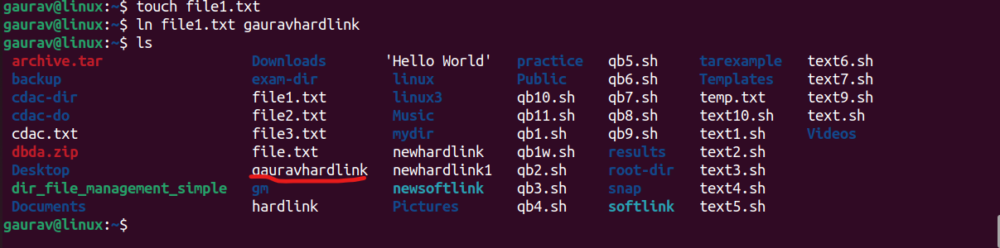 gaurav@linux:~$ touch file1.txt
gaurav@linux:~$ ln file1.txt gauravhardlink
gaurav@linux:~$ ls
archive.tar Downloads 'Hello World' practice qb5.sh tarexample text6.sh
backup exam-dir linux Public qb6.sh Templates text7.sh
cdac-dir file1.txt linux3 qb10.sh qb7.sh temp.txt text9.sh
cdac-do file2.txt Music qb11.sh qb8.sh text10.sh text.sh
cdac.txt file3.txt mydir qb1.sh qb9.sh text1.sh Videos
dbda.zip file.txt newhardlink qb1w.sh results text2.sh
Desktop gauravhardlink newhardlink1 qb2.sh root-dir text3.sh
dir_file_management_simple gm newsoftlink qb3.sh snap text4.sh
Documents hardlink Pictures qb4.sh softlink text5.sh
gaurav@linux:~$